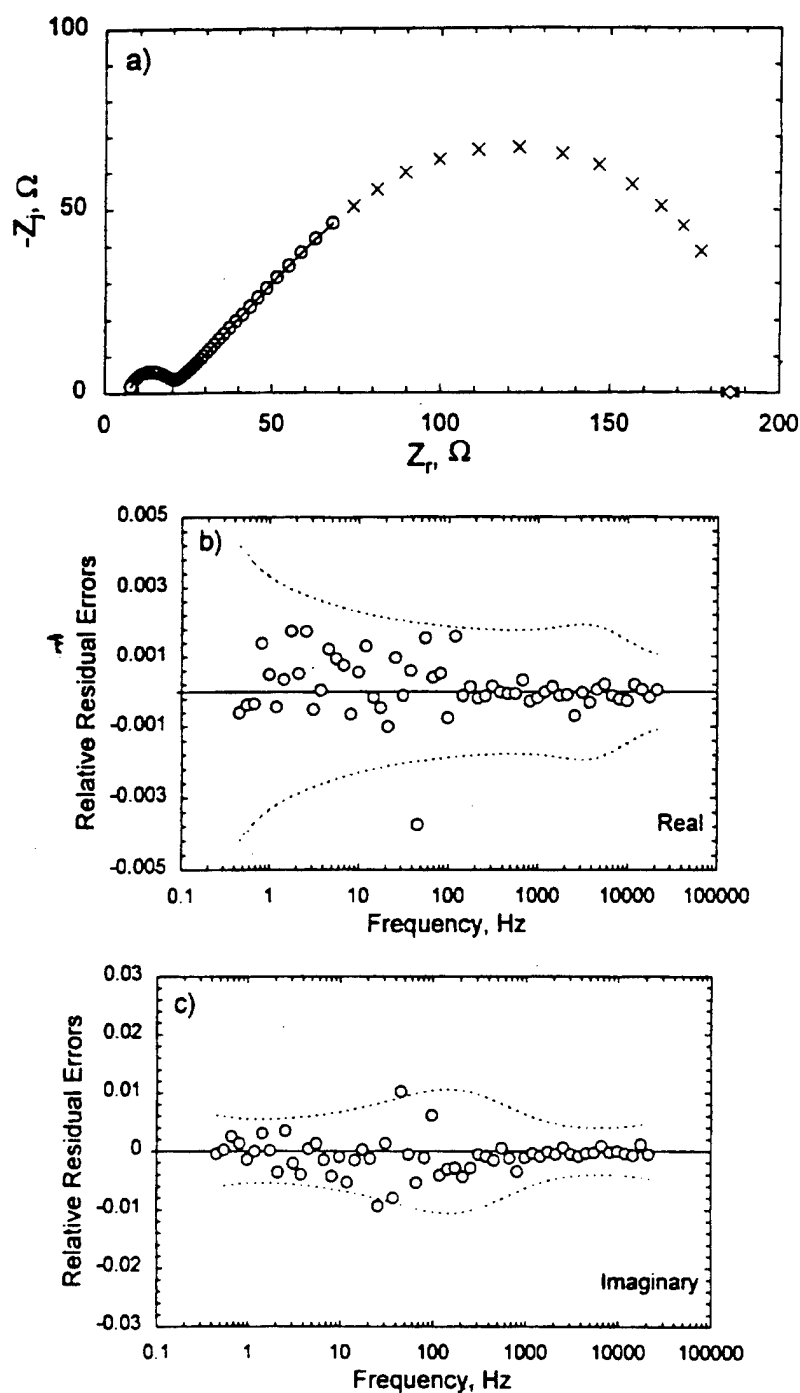 a)
100
50
0
-Zj, Ω
0 50 100 150 200
Zr, Ω
b)
0.005
0.003
0.001
-0.001
-0.003
-0.005
Relative Residual Errors
Real
0.1 1 10 100 1000 10000 100000
Frequency, Hz
c)
0.03
0.02
0.01
0
-0.01
-0.02
-0.03
Relative Residual Errors
Imaginary
0.1 1 10 100 1000 10000 100000
Frequency, Hz